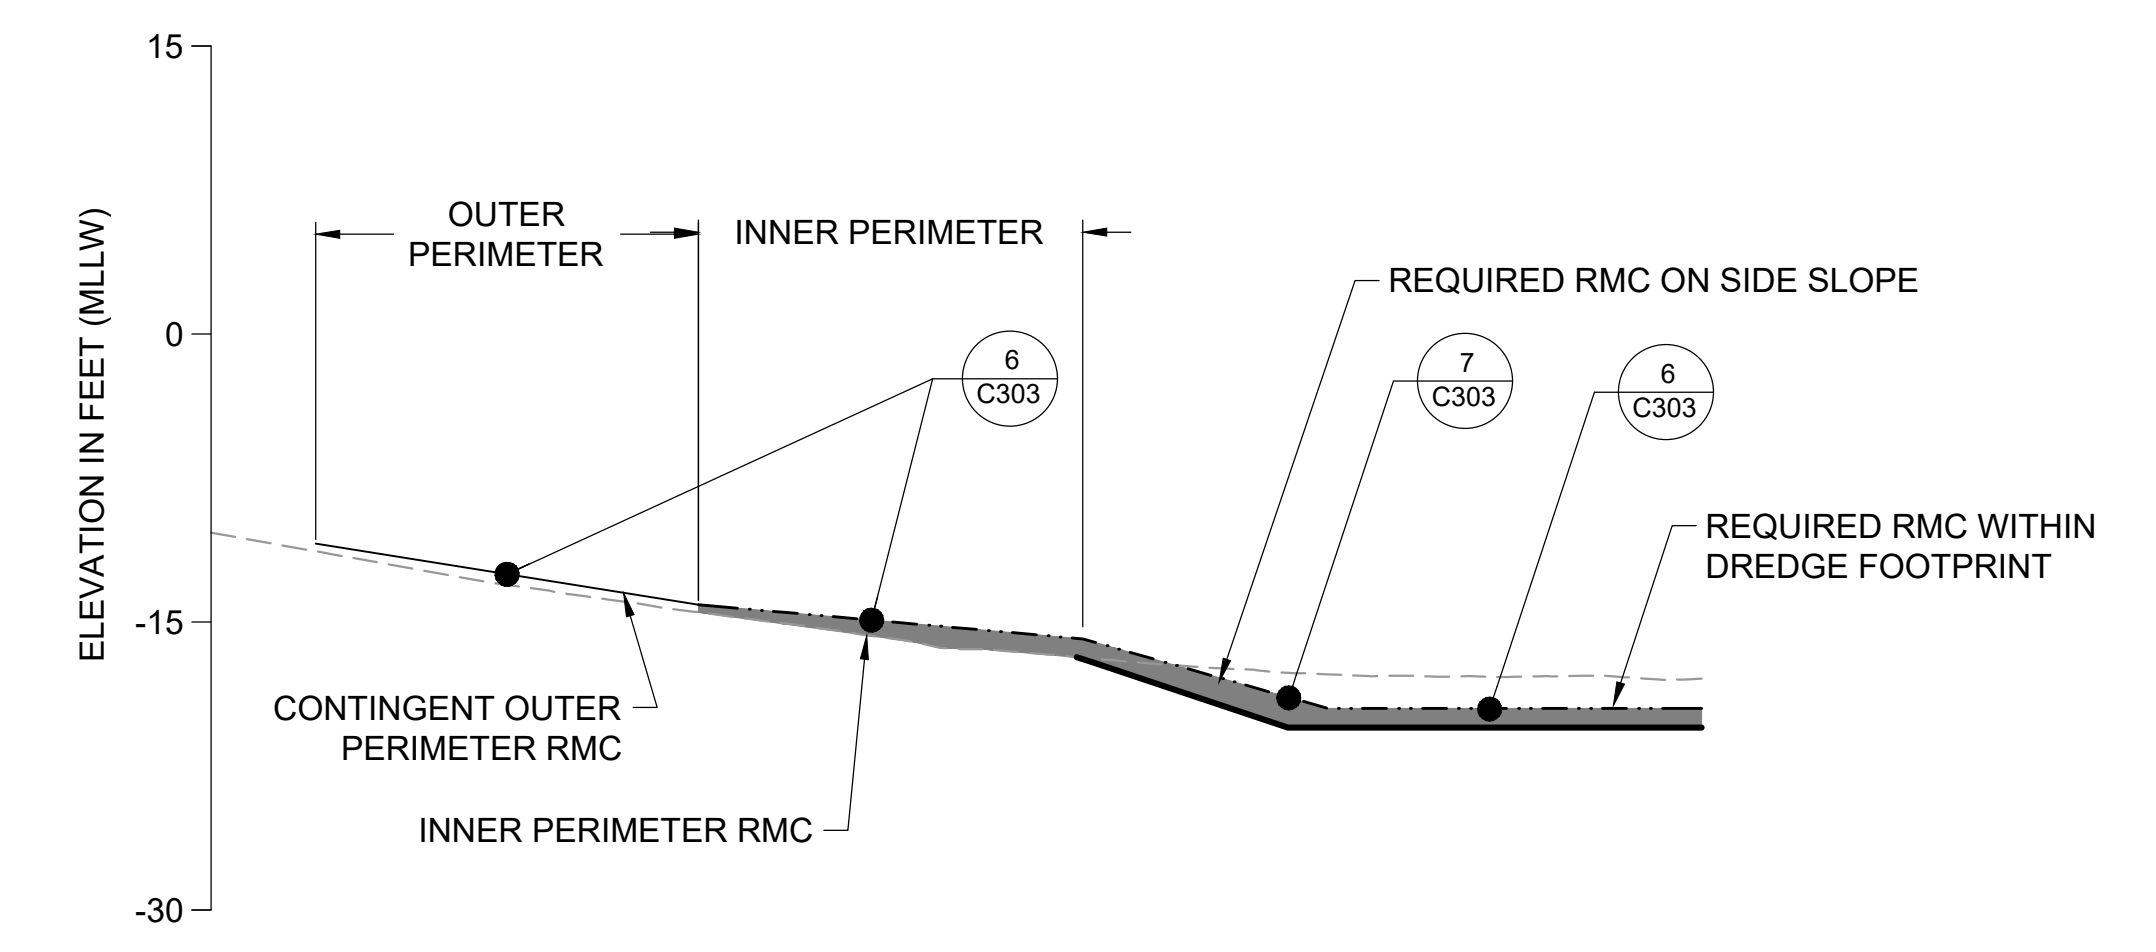 15
OUTER
PERIMETER
INNER PERIMETER
REQUIRED RMC ON SIDE SLOPE
0
6
C303
7
C303
6
C303
ELEVATION IN FEET (MLLW)
REQUIRED RMC WITHIN
DREDGE FOOTPRINT
-15
CONTINGENT OUTER
PERIMETER RMC
INNER PERIMETER RMC
-30